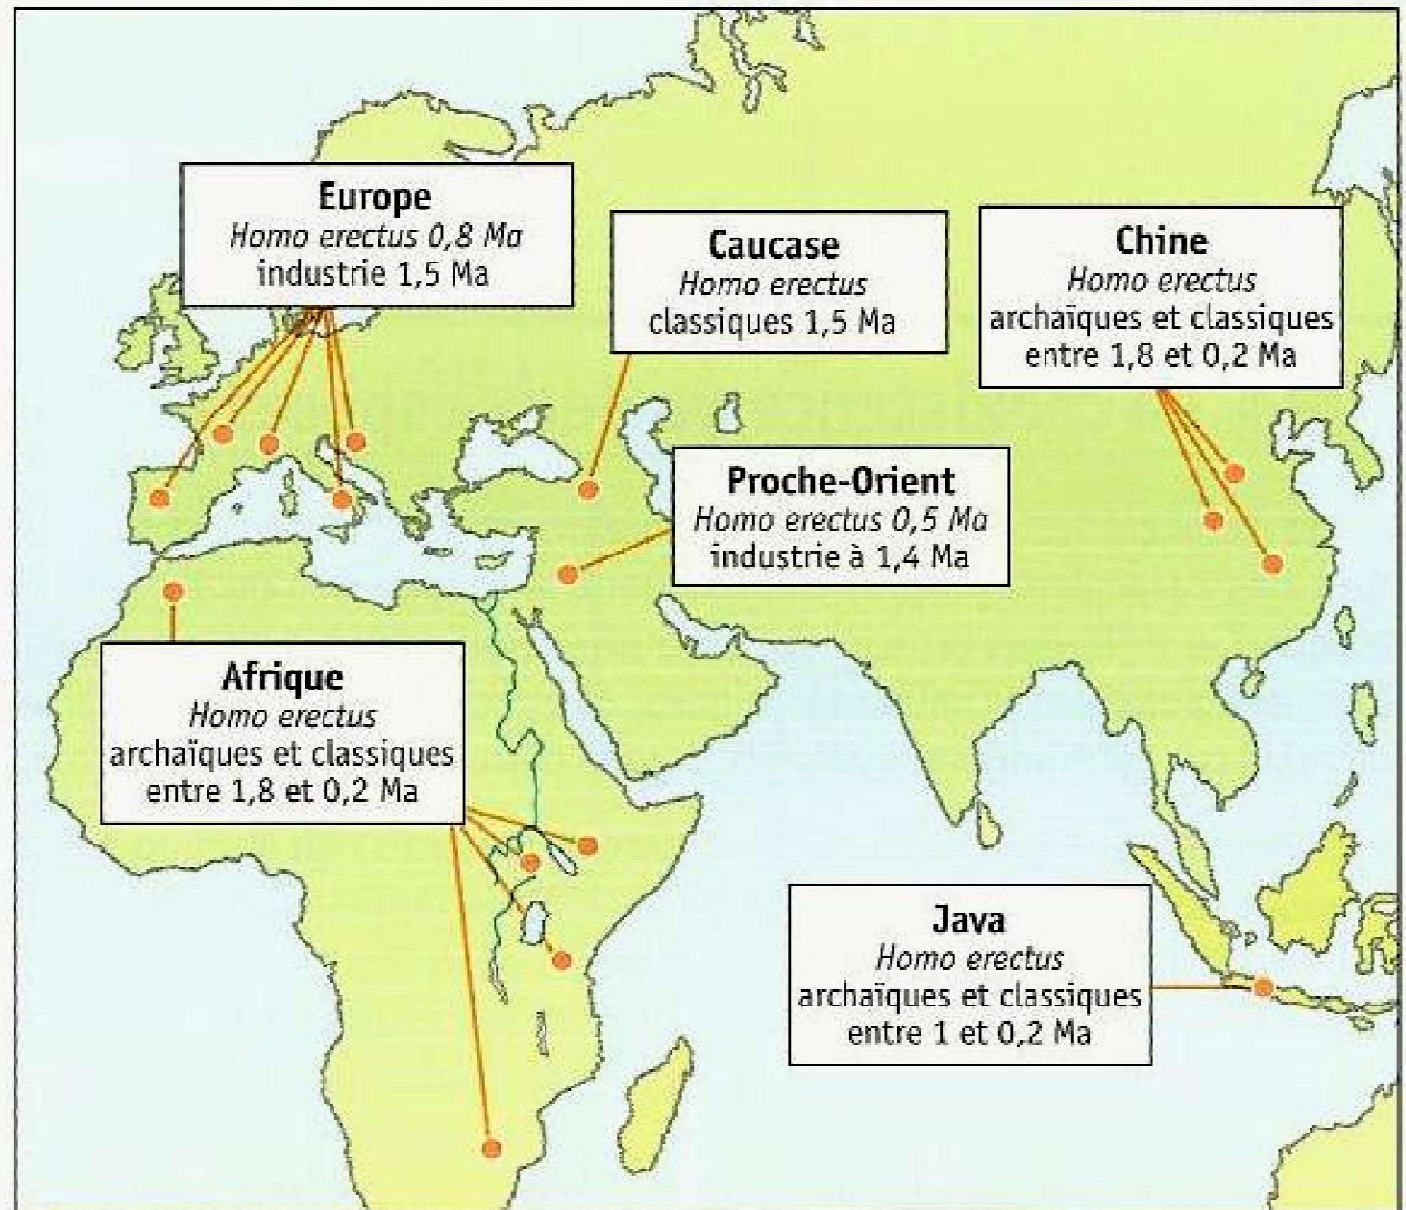 Europe
Homo erectus 0,8 Ma
industrie 1,5 Ma
Caucase
Homo erectus
classiques 1,5 Ma
Chine
Homo erectus
archaïques et classiques
entre 1,8 et 0,2 Ma
Proche-Orient
Homo erectus 0,5 Ma
industrie à 1,4 Ma
Afrique
Homo erectus
archaïques et classiques
entre 1,8 et 0,2 Ma
Java
Homo erectus
archaïques et classiques
entre 1 et 0,2 Ma